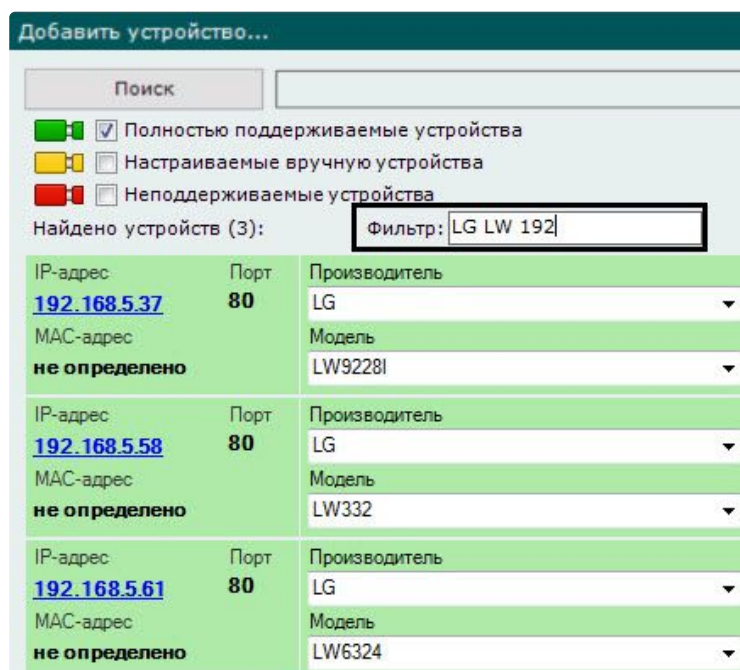 Добавить устройство...
Поиск
Полностью поддерживаемые устройства
Настраиваемые вручную устройства
Неподдерживаемые устройства
Найдено устройств (3): Фильтр: LG LW 192
IP-адрес Порт Производитель
192.168.5.37 80 LG
MAC-адрес Модель
не определено LW9228I
IP-адрес Порт Производитель
192.168.5.58 80 LG
MAC-адрес Модель
не определено LW332
IP-адрес Порт Производитель
192.168.5.61 80 LG
MAC-адрес Модель
не определено LW6324